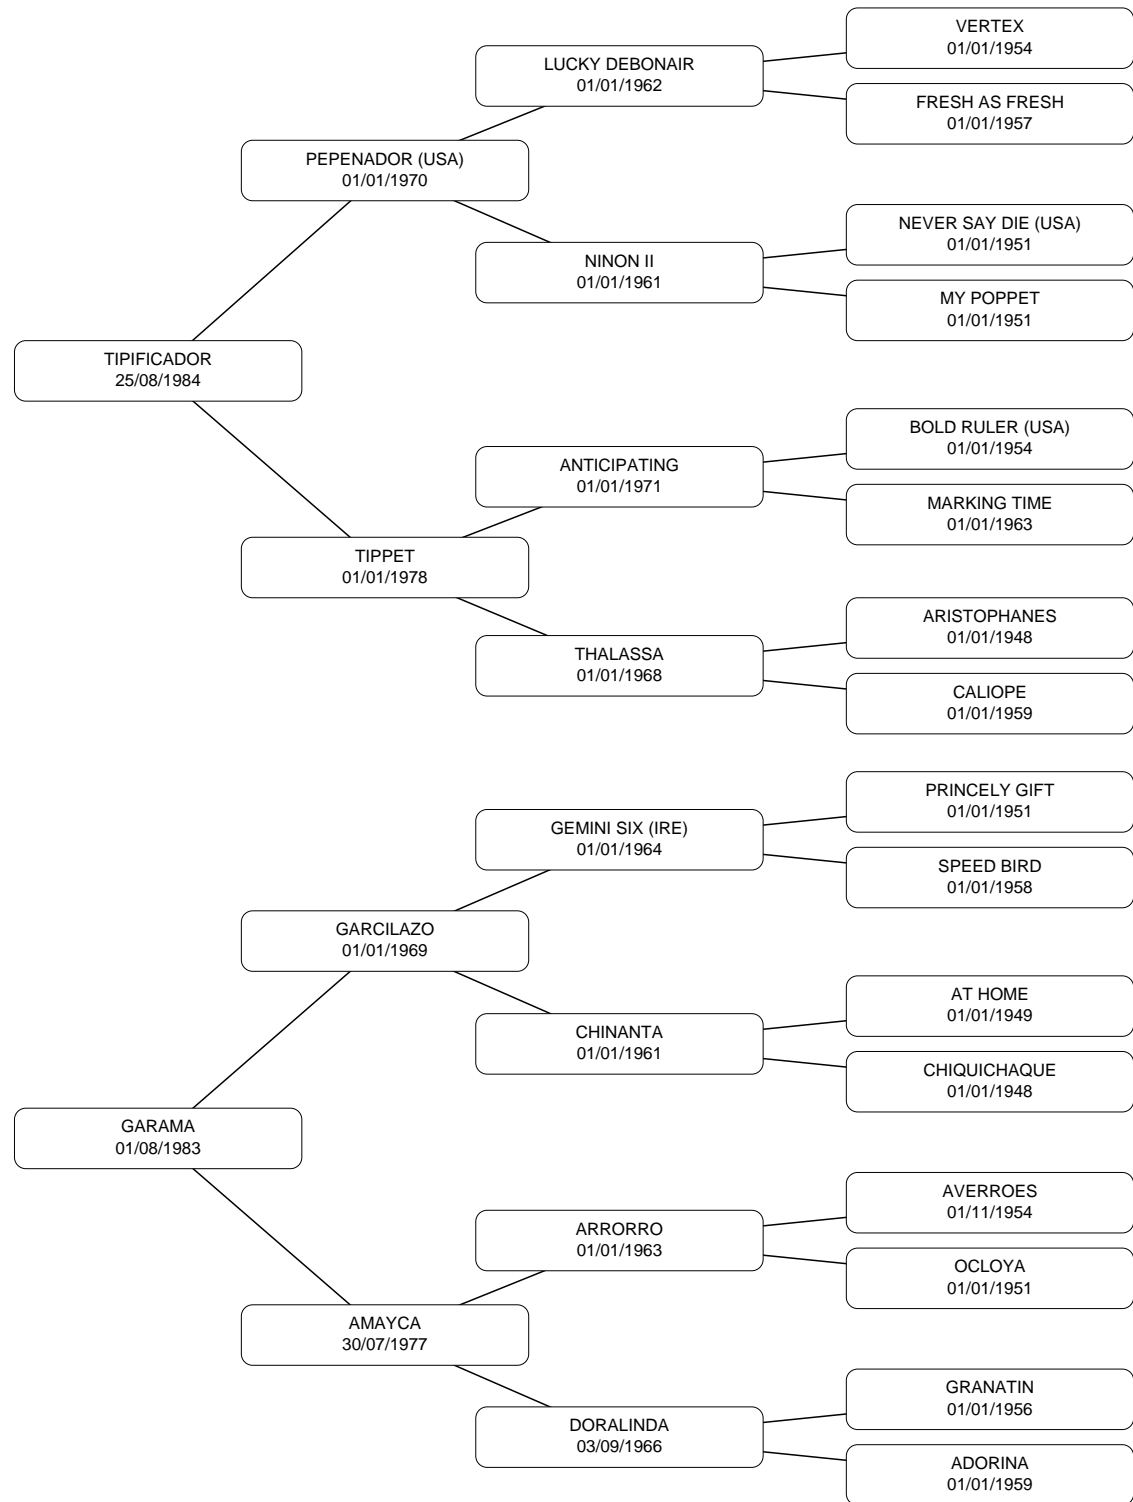 VERTEX
01/01/1954
LUCKY DEBONAIR
01/01/1962
FRESH AS FRESH
01/01/1957
PEPENADOR (USA)
01/01/1970
NEVER SAY DIE (USA)
01/01/1951
NINON II
01/01/1961
MY POPPET
01/01/1951
TIPIFICADOR
25/08/1984
BOLD RULER (USA)
01/01/1954
ANTICIPATING
01/01/1971
MARKING TIME
01/01/1963
TIPPET
01/01/1978
ARISTOPHANES
01/01/1948
THALASSA
01/01/1968
CALIOPE
01/01/1959
PRINCELY GIFT
01/01/1951
GEMINI SIX (IRE)
01/01/1964
SPEED BIRD
01/01/1958
GARCILAZO
01/01/1969
AT HOME
01/01/1949
CHINANTA
01/01/1961
CHIQUICHAQUE
01/01/1948
GARAMA
01/08/1983
AVERROES
01/11/1954
ARRORRO
01/01/1963
OCLOYA
01/01/1951
AMAYCA
30/07/1977
GRANATIN
01/01/1956
DORALINDA
03/09/1966
ADORINA
01/01/1959